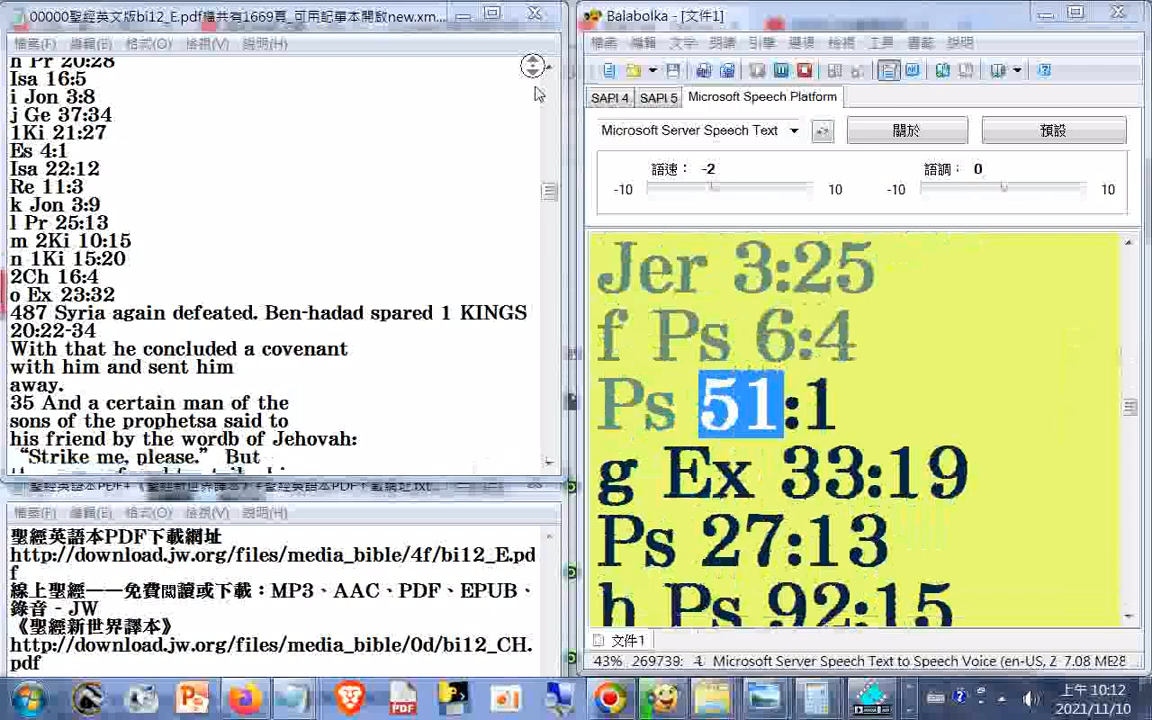 00000聖經英文版bi12_E.pdf檔共有1669頁_可用記事本開啟new.xm...
檔案(F) 編輯(E) 格式(O) 檢視(V) 說明(H)
n Pr 20:28
Isa 16:5
i Jon 3:8
j Ge 37:34
1Ki 21:27
Es 4:1
Isa 22:12
Re 11:3
k Jon 3:9
l Pr 25:13
m 2Ki 10:15
n 1Ki 15:20
2Ch 16:4
o Ex 23:32
487 Syria again defeated. Ben-hadad spared 1 KINGS
20:22-34
With that he concluded a covenant
with him and sent him
away.
35 And a certain man of the
sons of the prophetsa said to
his friend by the wordb of Jehovah:
“Strike me, please.” But
檔案(F) 編輯(E) 格式(O) 檢視(V) 說明(H)
聖經英語本PDF下載網址
http://download.jw.org/files/media_bible/4f/bi12_E.pd
f
線上聖經——免費閱讀或下載：MP3、AAC、PDF、EPUB、
錄音 - JW
《聖經新世界譯本》
http://download.jw.org/files/media_bible/0d/bi12_CH.
pdf
Balabolka - [文件1]
檔案 編輯 文字 朗讀 引擎 選項 檢視 工具 書籤 說明
SAPI 4 SAPI 5 Microsoft Speech Platform
Microsoft Server Speech Text 關於 預設
語速： -2 語調： 0
-10 10 -10 10
Jer 3:25
f Ps 6:4
Ps 51:1
g Ex 33:19
Ps 27:13
h Ps 92:15
文件1
43% 269739: Microsoft Server Speech Text to Speech Voice (en-US, Z 7.08 ME28
上午 10:12
2021/11/10